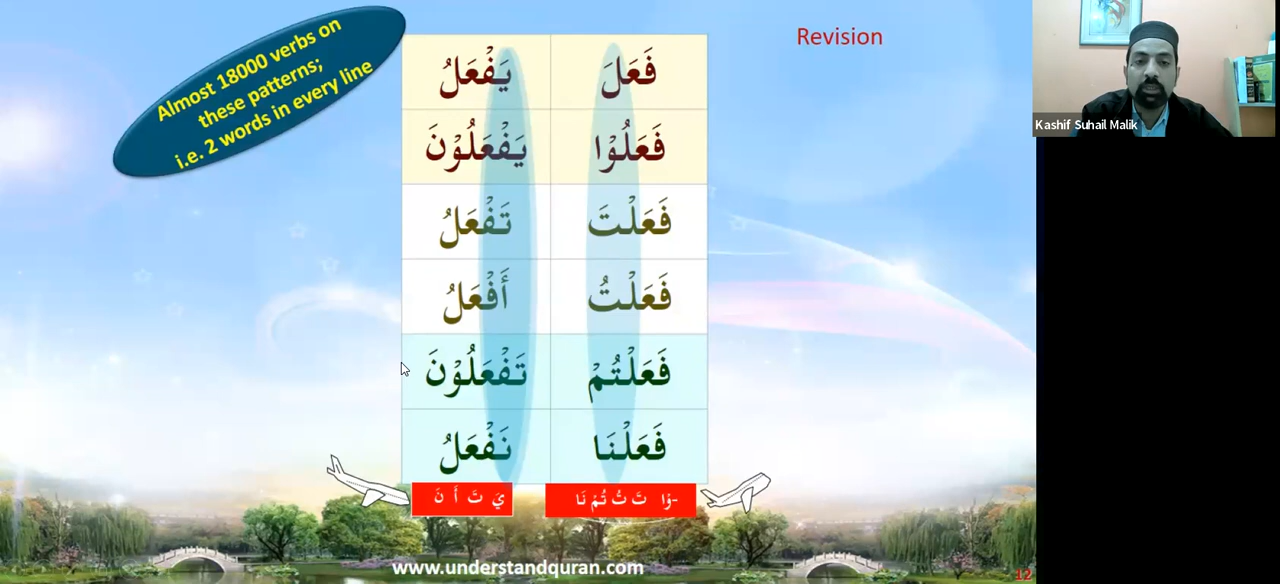 Almost 18000 verbs on
these patterns;
i.e. 2 words in every line
Revision
Kashif Suhail Malik
فَعَلَ يَفْعَلُ
فَعَلُوْا يَفْعَلُوْنَ
فَعَلْتَ تَفْعَلُ
فَعَلْتُ أَفْعَلُ
فَعَلْتُمْ تَفْعَلُوْنَ
فَعَلْنَا نَفْعَلُ
-وْا تَ تُ تُمْ نَا يَ تَ أَ نَ
www.understandquran.com
12